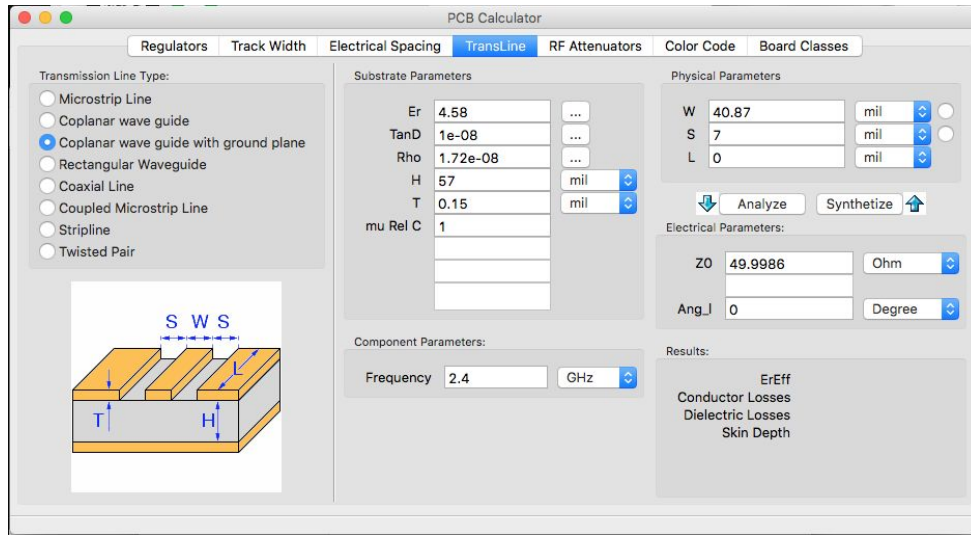 PCB Calculator
Regulators Track Width Electrical Spacing TransLine RF Attenuators Color Code Board Classes
Transmission Line Type:
Microstrip Line
Coplanar wave guide
Coplanar wave guide with ground plane
Rectangular Waveguide
Coaxial Line
Coupled Microstrip Line
Stripline
Twisted Pair
S W S
L
T
H
Substrate Parameters
Er 4.58 ...
TanD 1e-08 ...
Rho 1.72e-08 ...
H 57 mil
T 0.15 mil
mu Rel C 1
Component Parameters:
Frequency 2.4 GHz
Physical Parameters
W 40.87 mil
S 7 mil
L 0 mil
Analyze Synthetize
Electrical Parameters:
Z0 49.9986 Ohm
Ang_l 0 Degree
Results:
ErEff
Conductor Losses
Dielectric Losses
Skin Depth